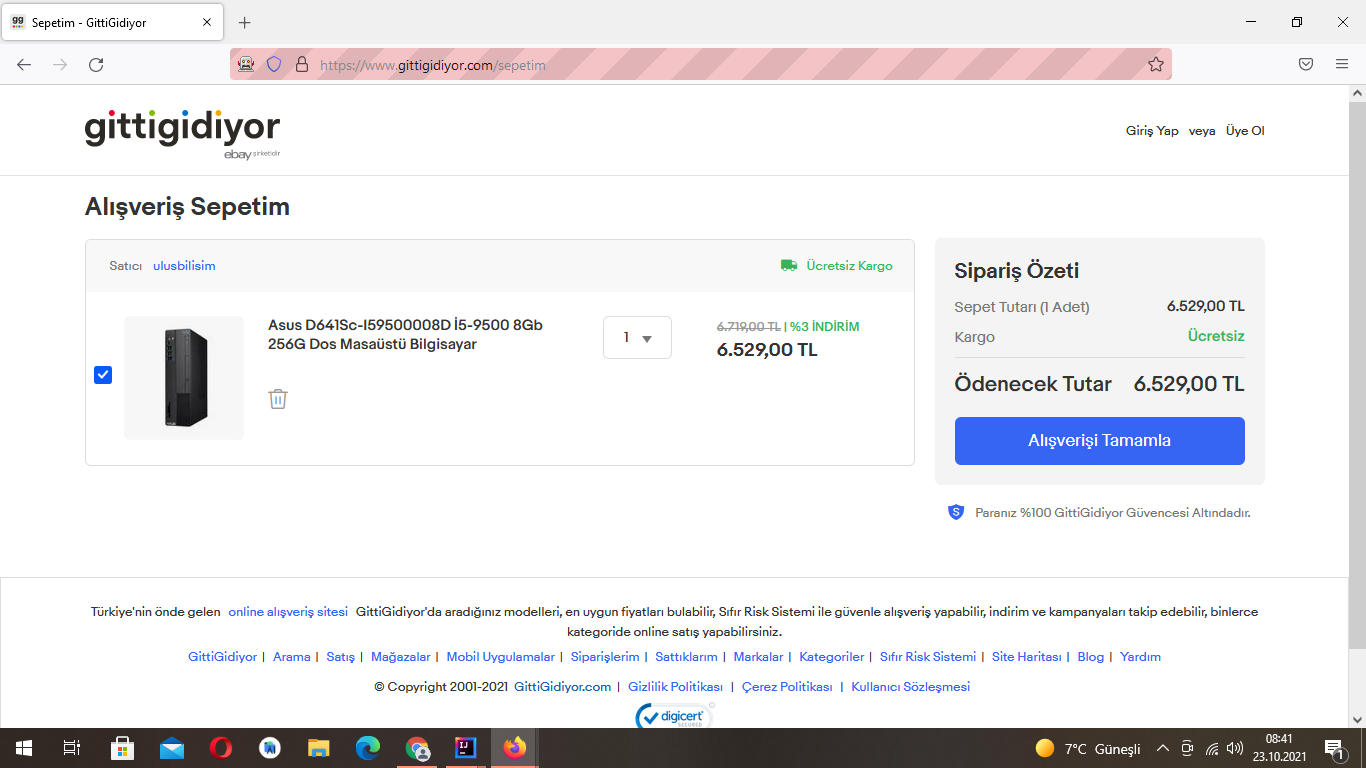 Sepetim - GittiGidiyor
https://www.gittigidiyor.com/sepetim
gittigidiyor
ebay şirketidir
Giriş Yap veya Üye Ol
Alışveriş Sepetim
Satıcı ulusbilisim
Ücretsiz Kargo
Asus D641Sc-I59500008D İ5-9500 8Gb
256G Dos Masaüstü Bilgisayar
1
6.719,00 TL | %3 İNDİRİM
6.529,00 TL
Sipariş Özeti
Sepet Tutarı (1 Adet) 6.529,00 TL
Kargo Ücretsiz
Ödenecek Tutar 6.529,00 TL
Alışverişi Tamamla
Paranız %100 GittiGidiyor Güvencesi Altındadır.
Türkiye'nin önde gelen online alışveriş sitesi GittiGidiyor'da aradığınız modelleri, en uygun fiyatları bulabilir, Sıfır Risk Sistemi ile güvenle alışveriş yapabilir, indirim ve kampanyaları takip edebilir, binlerce
kategoride online satış yapabilirsiniz.
GittiGidiyor | Arama | Satış | Mağazalar | Mobil Uygulamalar | Siparişlerim | Sattıklarım | Markalar | Kategoriler | Sıfır Risk Sistemi | Site Haritası | Blog | Yardım
© Copyright 2001-2021 GittiGidiyor.com | Gizlilik Politikası | Çerez Politikası | Kullanıcı Sözleşmesi
digicert
SECURED
7°C Güneşli
08:41
23.10.2021
1